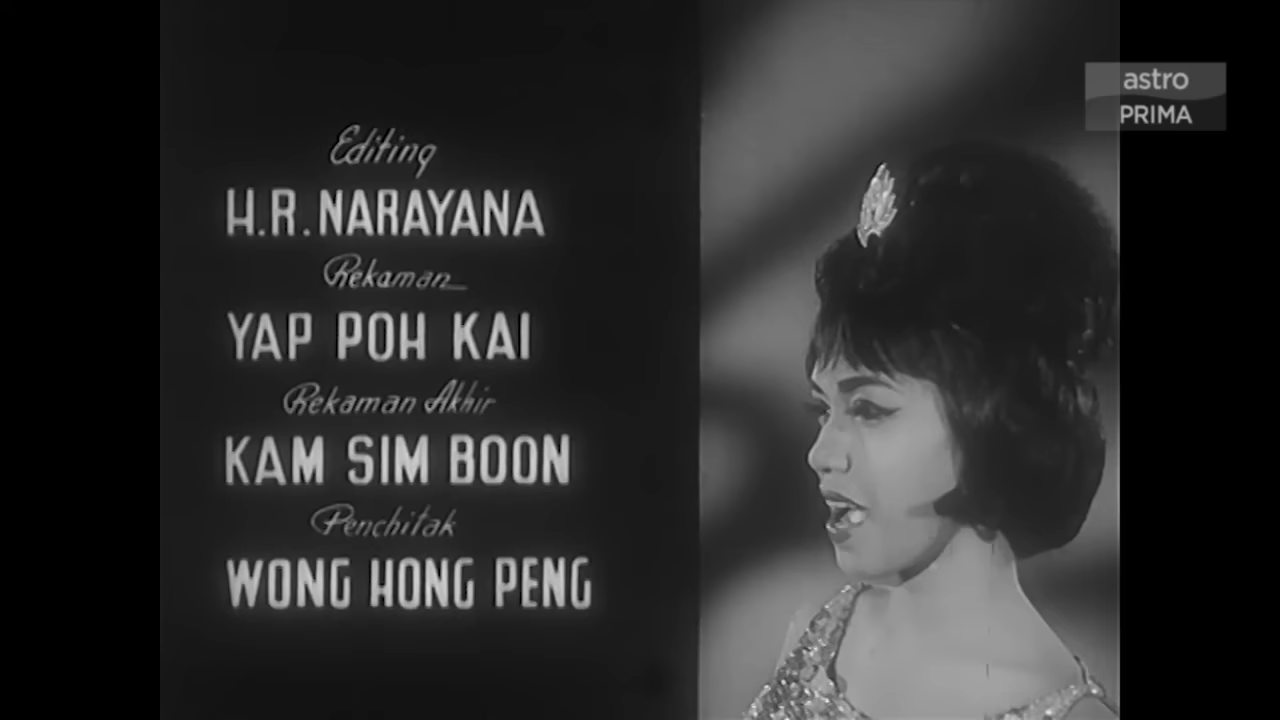 Editing
H.R. NARAYANA
Rekaman
YAP POH KAI
Rekaman Akhir
KAM SIM BOON
Penchitak
WONG HONG PENG
astro
PRIMA